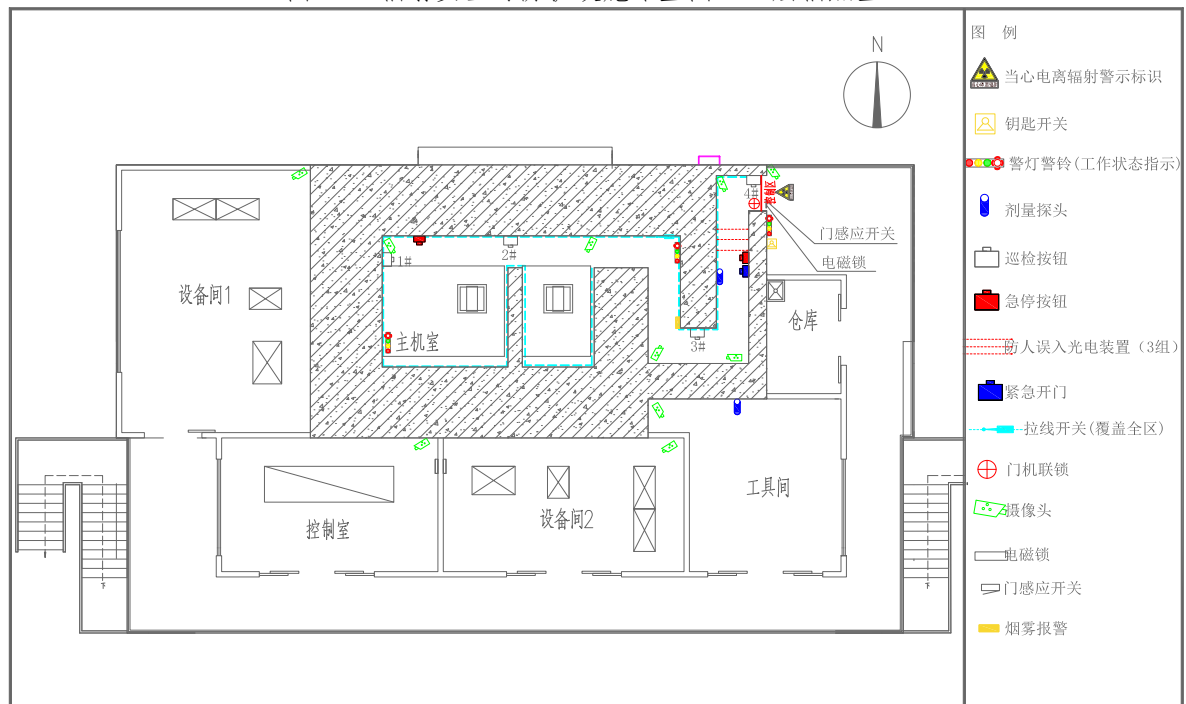 图 例
N
当心电离辐射警示标识
钥匙开关
警灯警铃(工作状态指示)
剂量探头
巡检按钮
急停按钮
防人误入光电装置（3组）
紧急开门
拉线开关(覆盖全区)
门机联锁
摄像头
电磁锁
门感应开关
烟雾报警
4#
控制区
门感应开关
电磁锁
1#
2#
3#
设备间1
主机室
仓库
工具间
控制室
设备间2